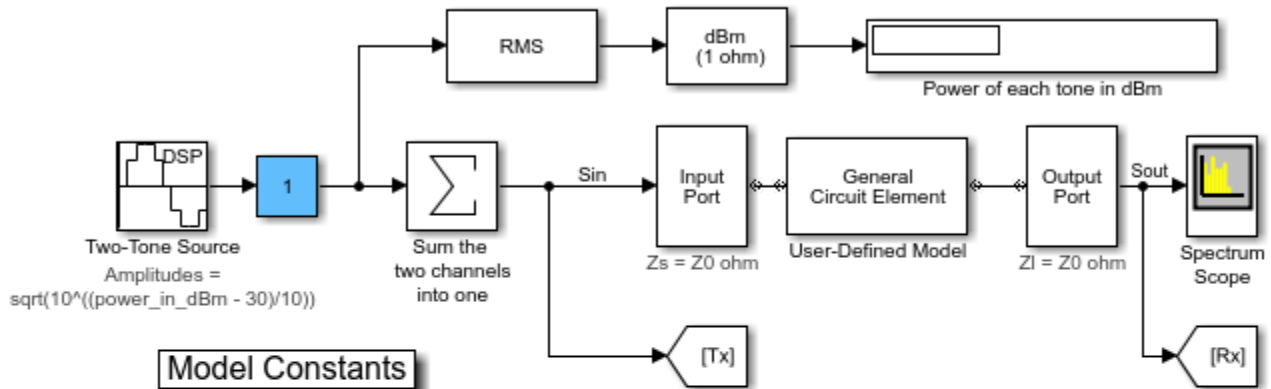 RMS
dBm
(1 ohm)
Power of each tone in dBm
DSP
1
Two-Tone Source
Amplitudes =
sqrt(10^((power_in_dBm - 30)/10))
Sum the
two channels
into one
Sin
Input
Port
Zs = Z0 ohm
General
Circuit Element
User-Defined Model
Output
Port
Zl = Z0 ohm
Sout
Spectrum
Scope
[Tx]
[Rx]
Model Constants